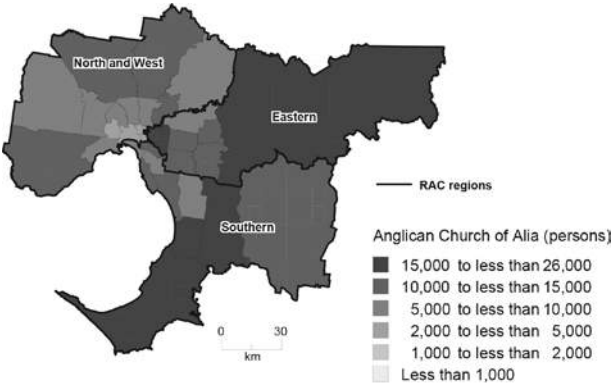 North and West
Eastern
Southern
RAC regions
Anglican Church of Alia (persons)
15,000 to less than 26,000
10,000 to less than 15,000
5,000 to less than 10,000
2,000 to less than 5,000
1,000 to less than 2,000
Less than 1,000
0 30
km